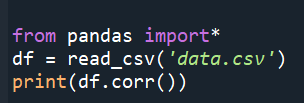 from pandas import*
df = read_csv('data.csv')
print(df.corr())